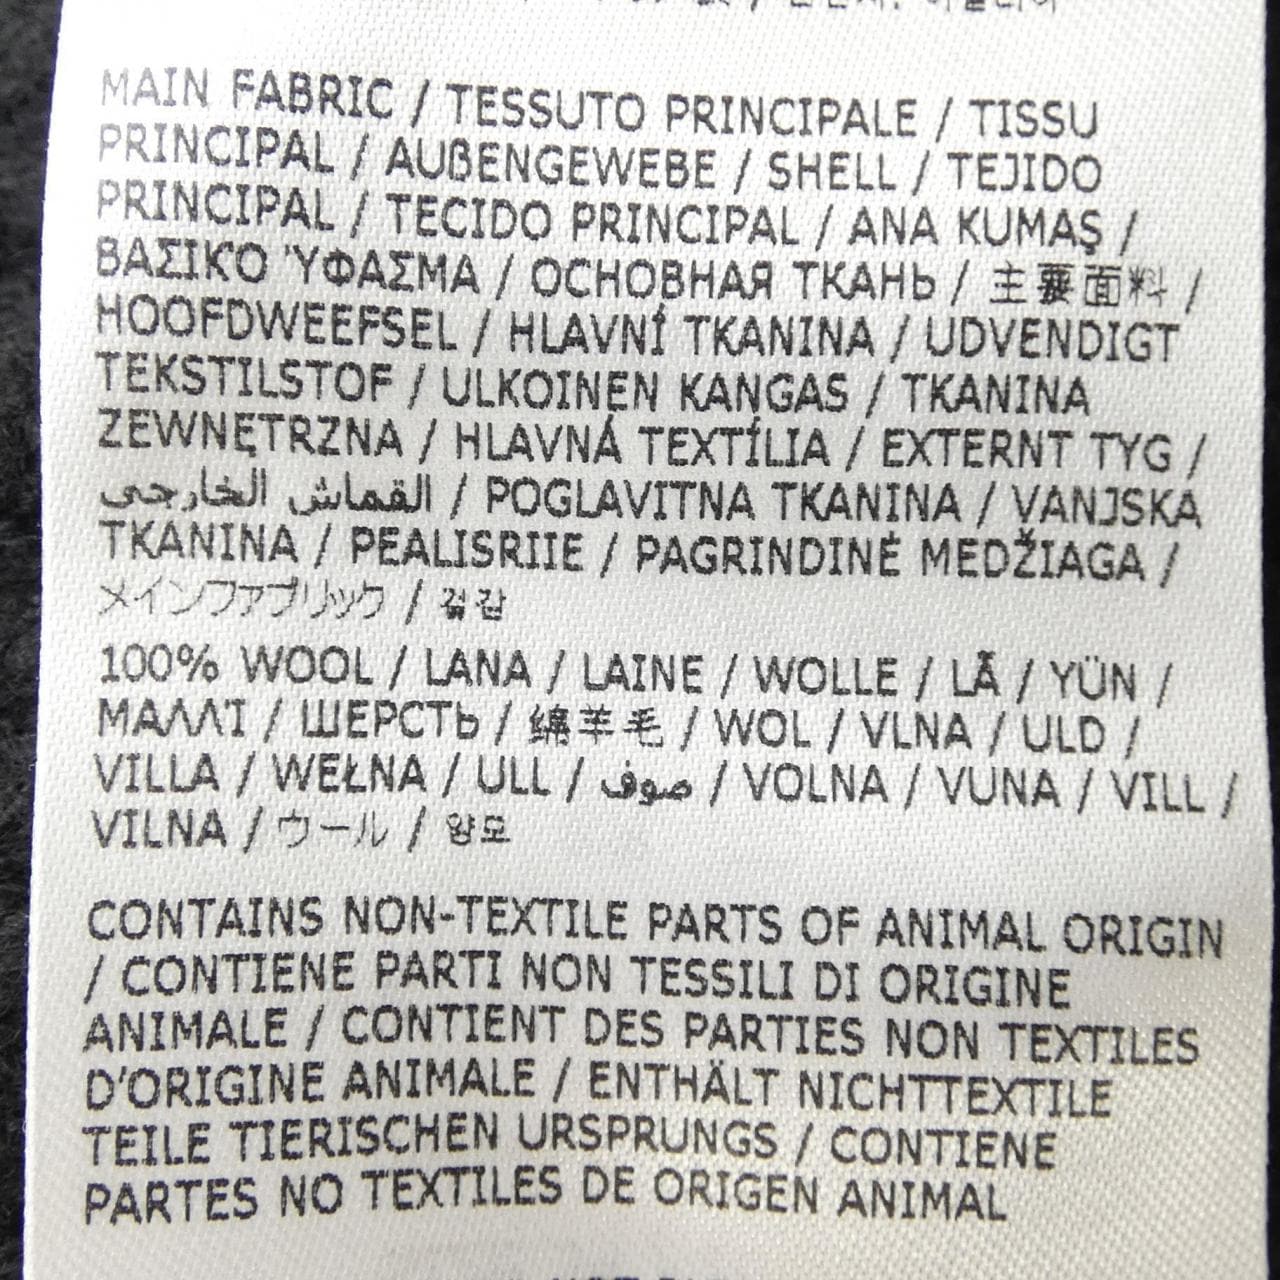 MAIN FABRIC / TESSUTO PRINCIPALE / TISSU
PRINCIPAL / AUßENGEWEBE / SHELL / TEJIDO
PRINCIPAL / TECIDO PRINCIPAL / ANA KUMAŞ /
ΒΑΣΙΚΌ ΎΦΑΣΜΑ / ОСНОВНАЯ ТКАНЬ / 主要面料 /
HOOFDWEEFSEL / HLAVNÍ TKANINA / UDVENDIGT
TEKSTILSTOF / ULKOINEN KANGAS / TKANINA
ZEWNĘTRZNA / HLAVNÁ TEXTÍLIA / EXTERNT TYG /
القماش الخارجي / POGLAVITNA TKANINA / VANJSKA
TKANINA / PEALISRIIE / PAGRINDINĖ MEDŽIAGA /
メインファブリック / 겉감
100% WOOL / LANA / LAINE / WOLLE / LÃ / YÜN /
ΜΑΛΛΊ / ШЕРСТЬ / 绵羊毛 / WOL / VLNA / ULD /
VILLA / WEŁNA / ULL / صوف / VOLNA / VUNA / VILL /
VILNA / ウール / 양모
CONTAINS NON-TEXTILE PARTS OF ANIMAL ORIGIN
/ CONTIENE PARTI NON TESSILI DI ORIGINE
ANIMALE / CONTIENT DES PARTIES NON TEXTILES
D'ORIGINE ANIMALE / ENTHÄLT NICHTTEXTILE
TEILE TIERISCHEN URSPRUNGS / CONTIENE
PARTES NO TEXTILES DE ORIGEN ANIMAL